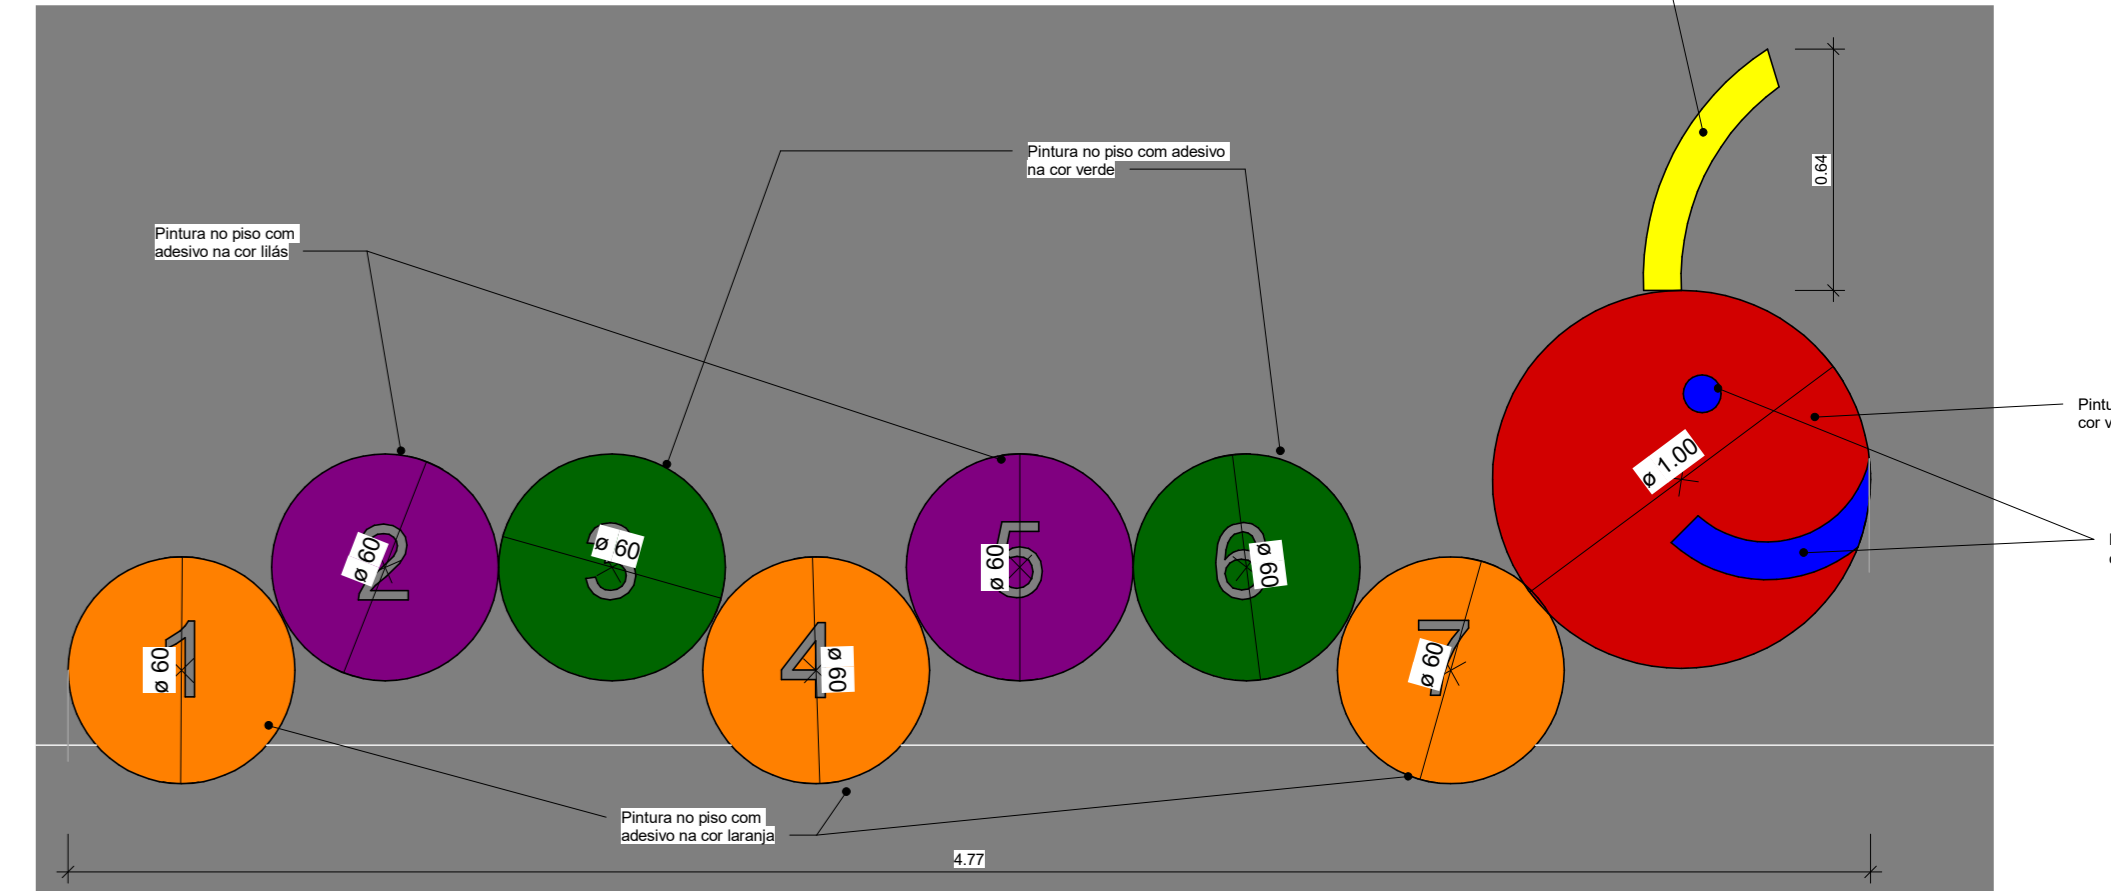 0.64
Pintura no piso com adesivo
na cor verde
Pintura no piso com
adesivo na cor lilás
cor
ø 1.00
2
ø 60
3
ø 60
5
ø 60
6
ø 60
1
ø 60
4
ø 60
7
ø 60
Pintura no piso com
adesivo na cor laranja
4.77